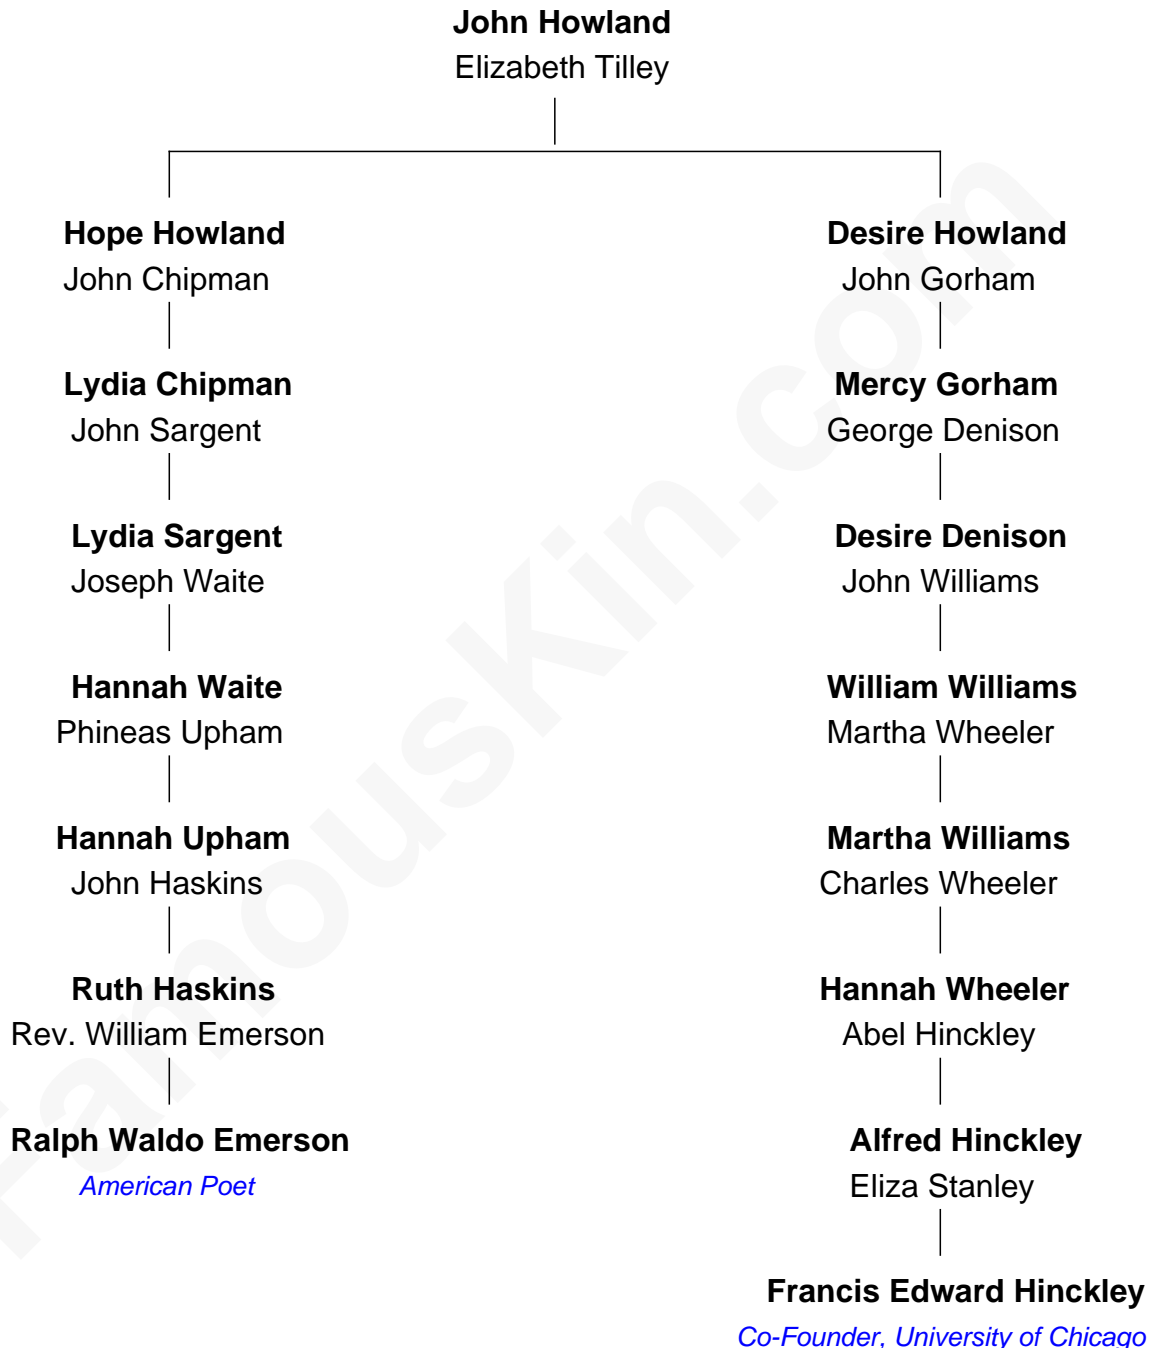 John Howland
Elizabeth Tilley
Hope Howland
John Chipman
Lydia Chipman
John Sargent
Lydia Sargent
Joseph Waite
Hannah Waite
Phineas Upham
Hannah Upham
John Haskins
Ruth Haskins
Rev. William Emerson
Ralph Waldo Emerson
American Poet
Desire Howland
John Gorham
Mercy Gorham
George Denison
Desire Denison
John Williams
William Williams
Martha Wheeler
Martha Williams
Charles Wheeler
Hannah Wheeler
Abel Hinckley
Alfred Hinckley
Eliza Stanley
Francis Edward Hinckley
Co-Founder, University of Chicago
FamousKin.com